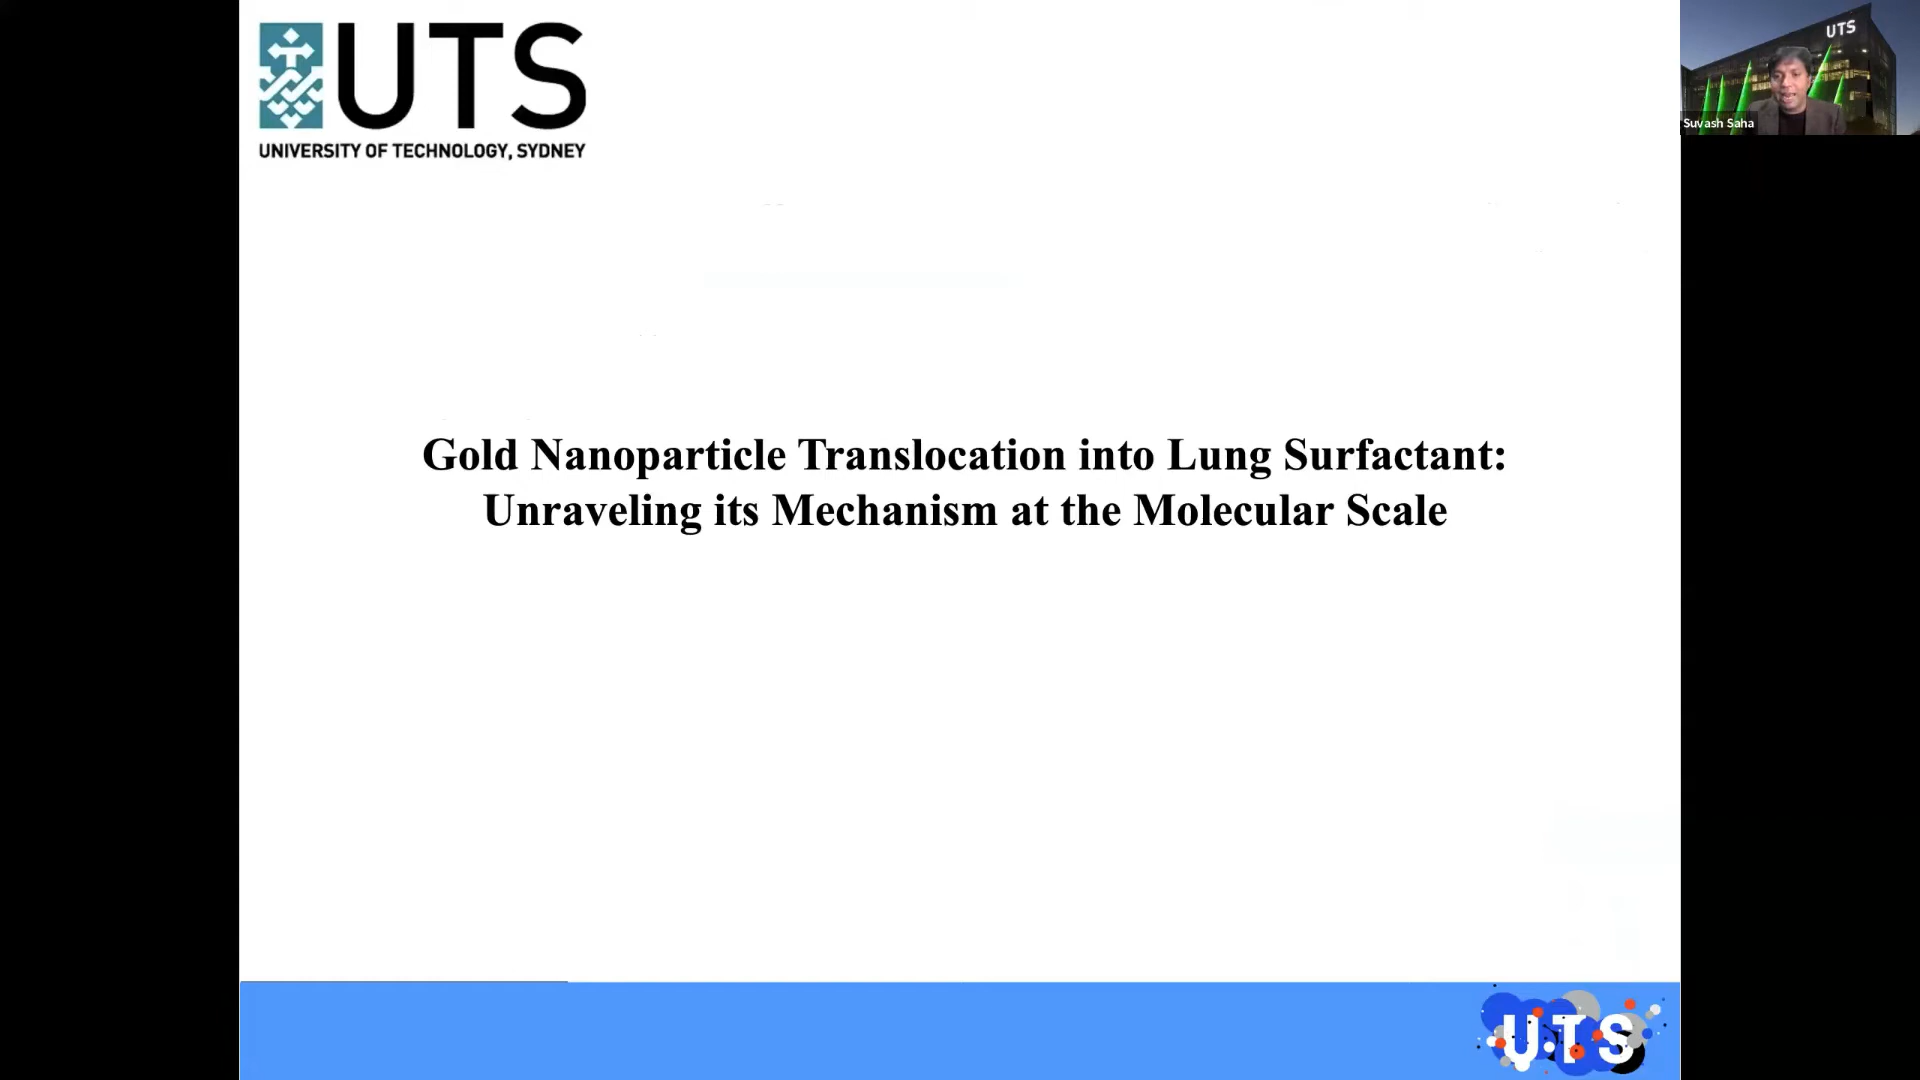 UTS
UNIVERSITY OF TECHNOLOGY, SYDNEY
UTS
Suvash Saha
Gold Nanoparticle Translocation into Lung Surfactant:
Unraveling its Mechanism at the Molecular Scale
UTS